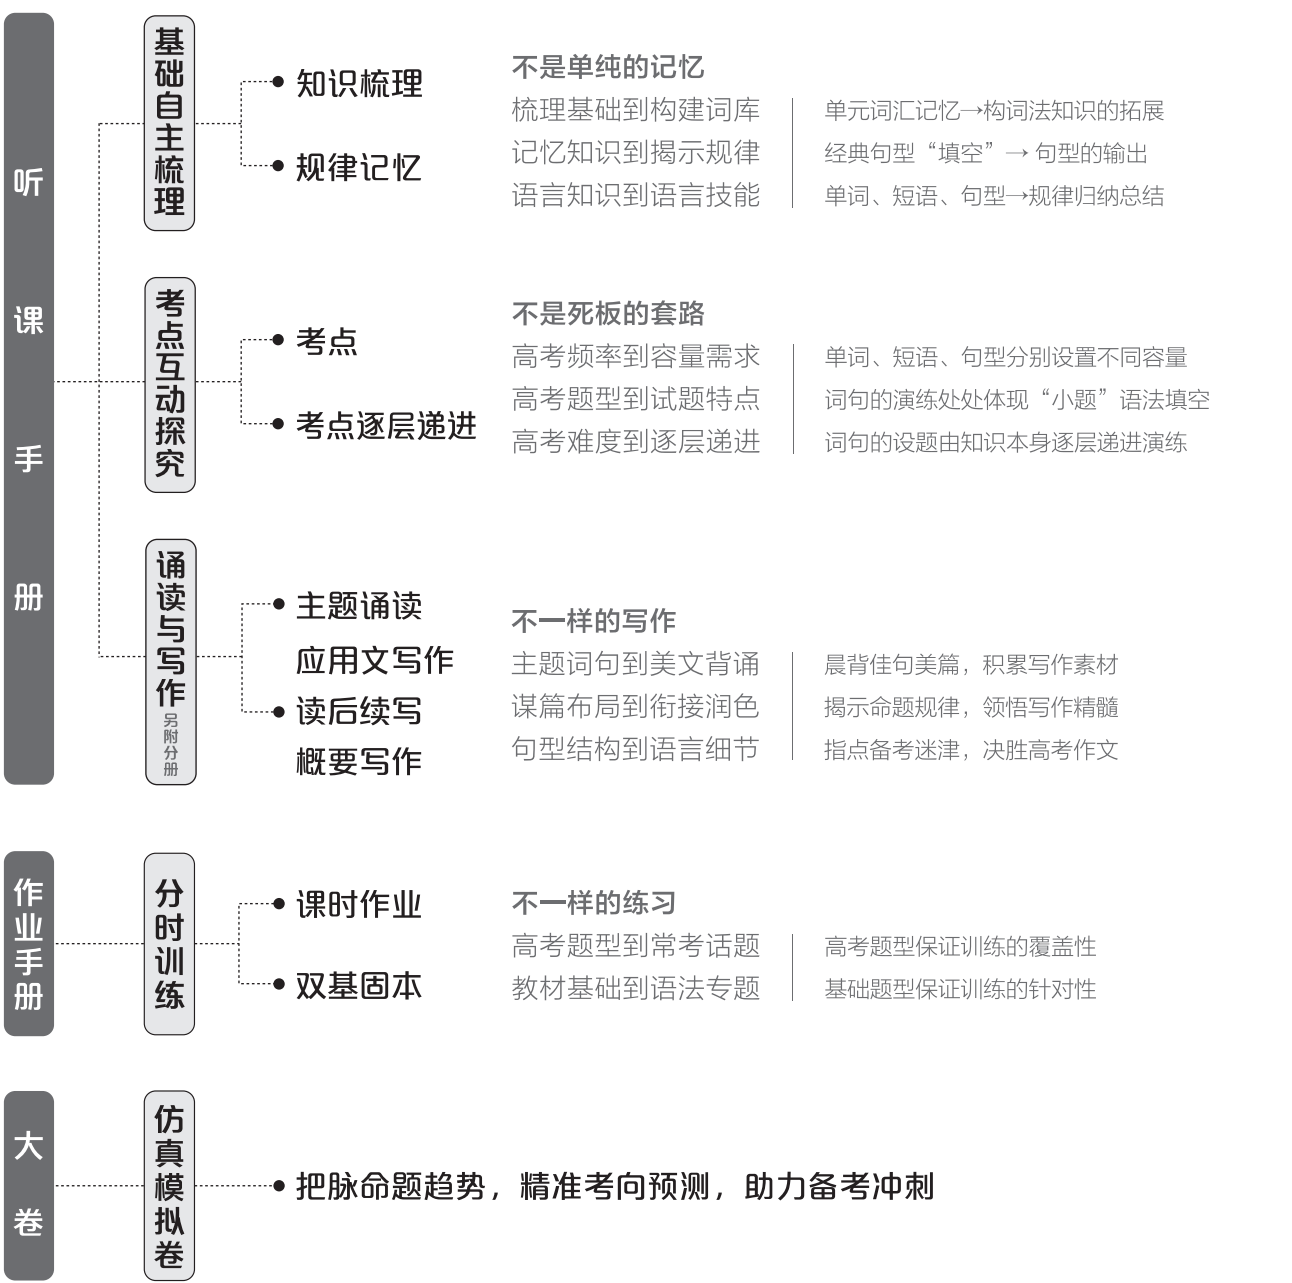 听课手册
基础自主梳理
知识梳理
规律记忆
不是单纯的记忆
梳理基础到构建词库
记忆知识到揭示规律
语言知识到语言技能
单元词汇记忆→构词法知识的拓展
经典句型“填空”→ 句型的输出
单词、短语、句型→规律归纳总结
考点互动探究
考点
考点逐层递进
不是死板的套路
高考频率到容量需求
高考题型到试题特点
高考难度到逐层递进
单词、短语、句型分别设置不同容量
词句的演练处处体现“小题”语法填空
词句的设题由知识本身逐层递进演练
诵读与写作
另附分册
主题诵读
应用文写作
读后续写
概要写作
不一样的写作
主题词句到美文背诵
谋篇布局到衔接润色
句型结构到语言细节
晨背佳句美篇，积累写作素材
揭示命题规律，领悟写作精髓
指点备考迷津，决胜高考作文
作业手册
分时训练
课时作业
双基固本
不一样的练习
高考题型到常考话题
教材基础到语法专题
高考题型保证训练的覆盖性
基础题型保证训练的针对性
大卷
仿真模拟卷
把脉命题趋势，精准考向预测，助力备考冲刺